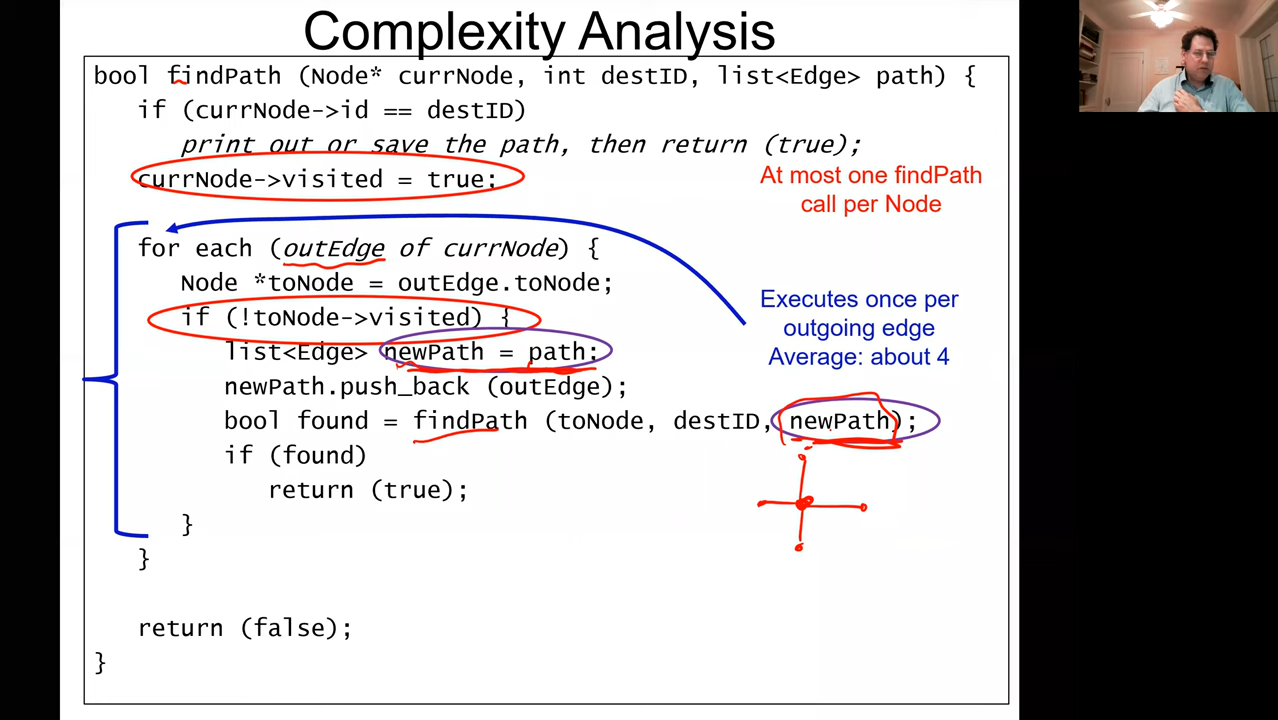 Complexity Analysis
bool findPath (Node* currNode, int destID, list<Edge> path) {
if (currNode->id == destID)
print out or save the path, then return (true);
currNode->visited = true;
At most one findPath
call per Node
for each (outEdge of currNode) {
Node *toNode = outEdge.toNode;
if (!toNode->visited) {
Executes once per
outgoing edge
Average: about 4
list<Edge> newPath = path;
newPath.push_back (outEdge);
bool found = findPath (toNode, destID, newPath);
if (found)
return (true);
}
}
return (false);
}